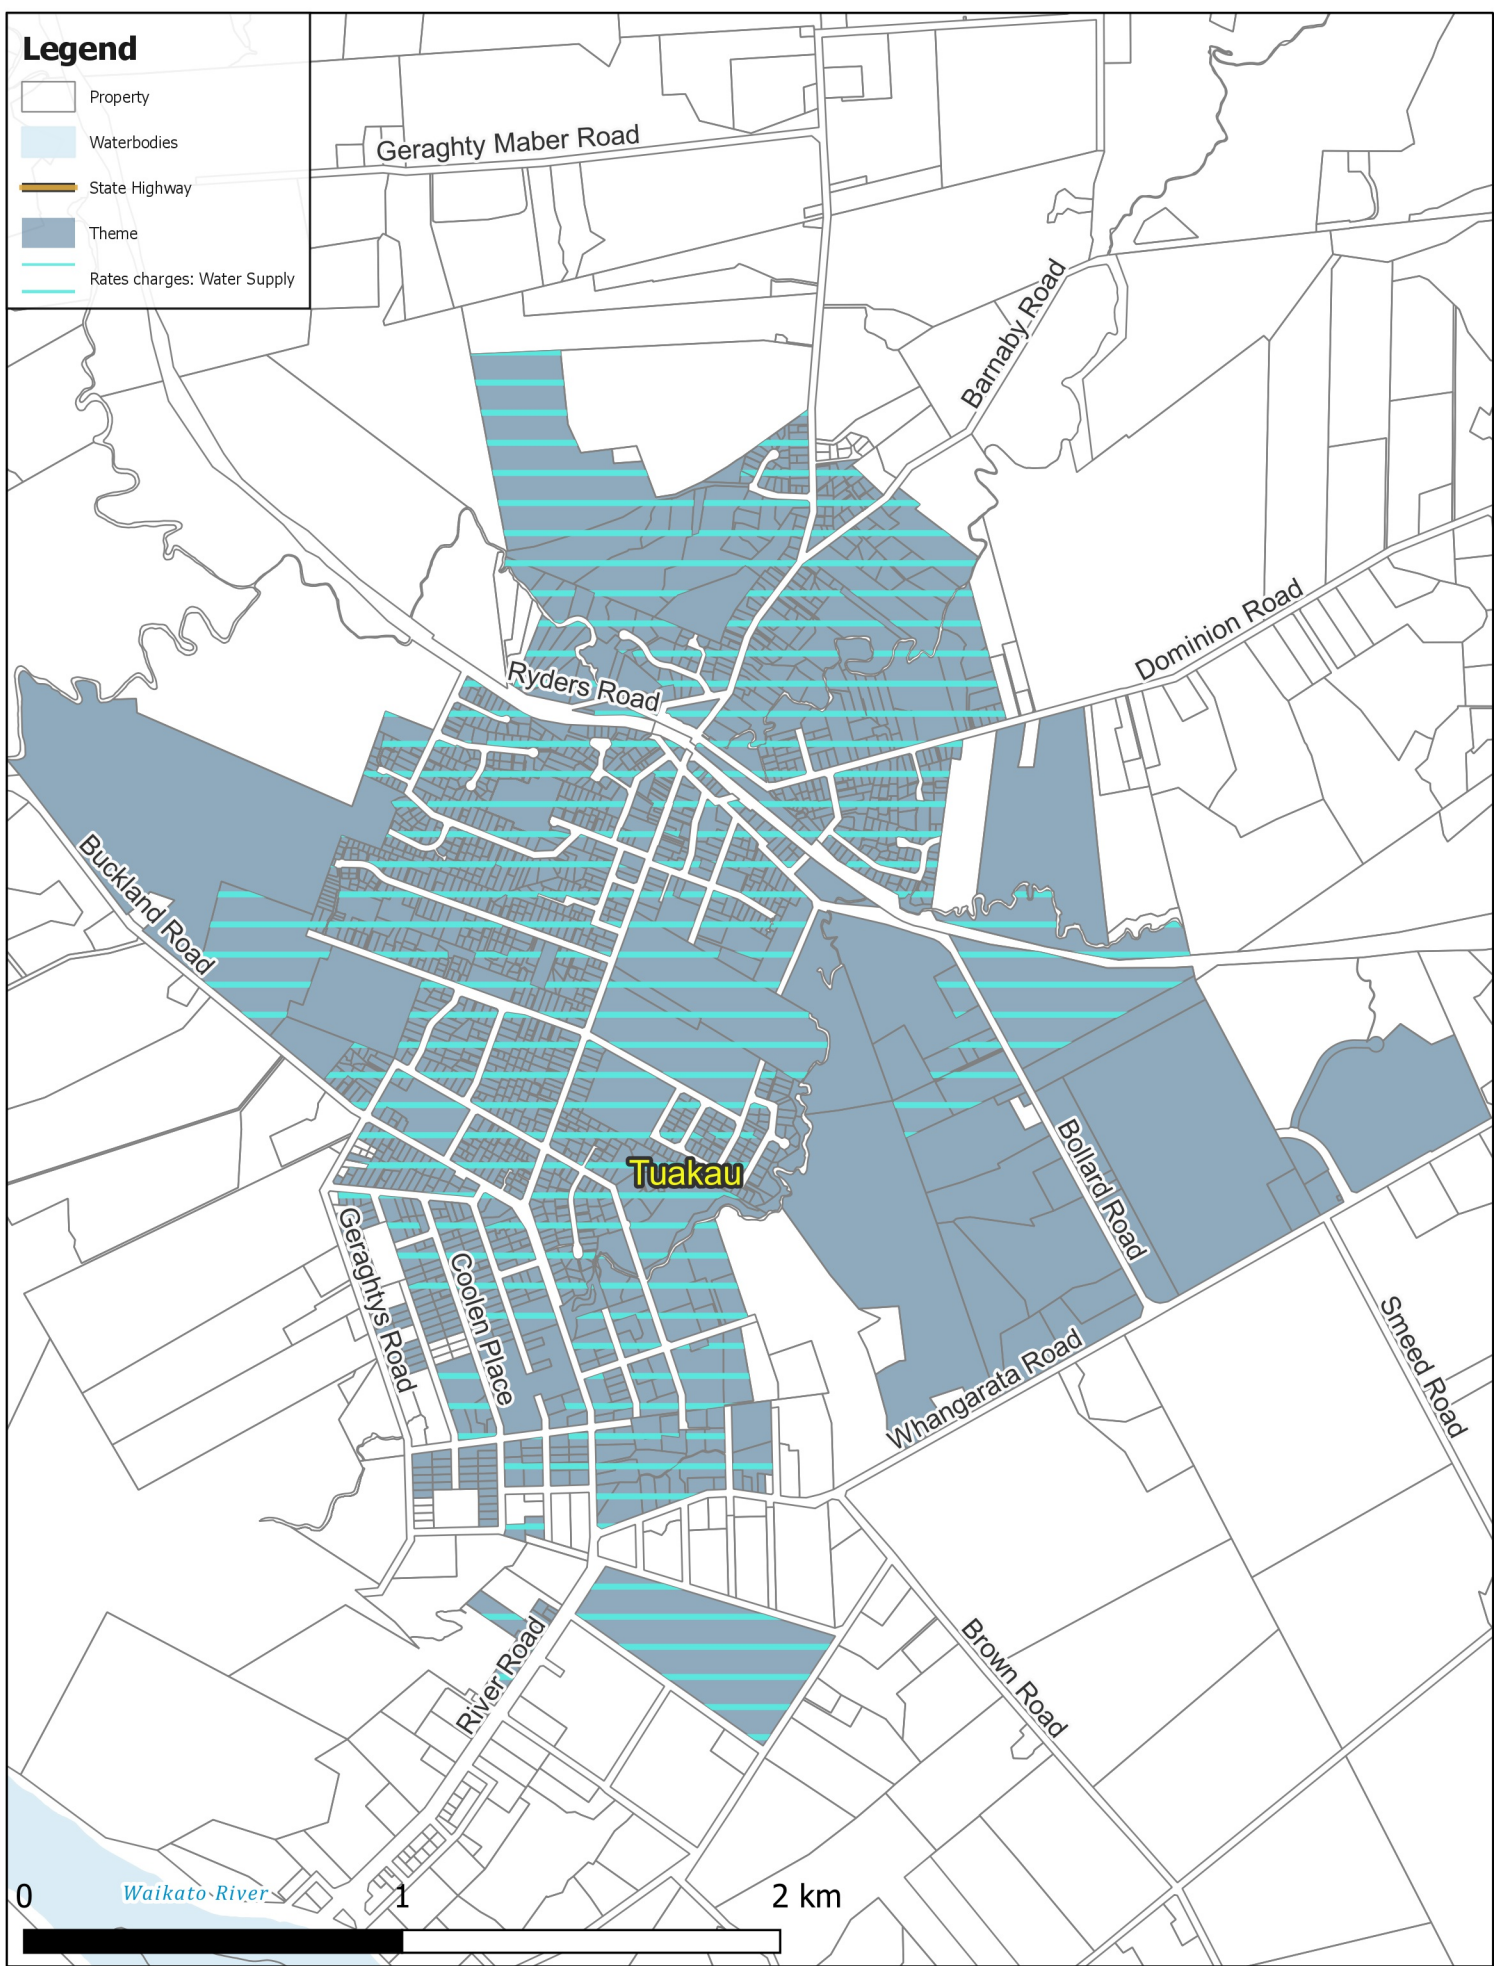 Legend
Property
Waterbodies
State Highway
Theme
Rates charges: Water Supply
Geraghty Maber Road
Barnaby Road
Dominion Road
Ryders Road
Buckland Road
Tuakau
Bollard Road
Geraghtys Road
Coolen Place
Whangarata Road
Smeed Road
River Road
Brown Road
Waikato River
0 1 2 km